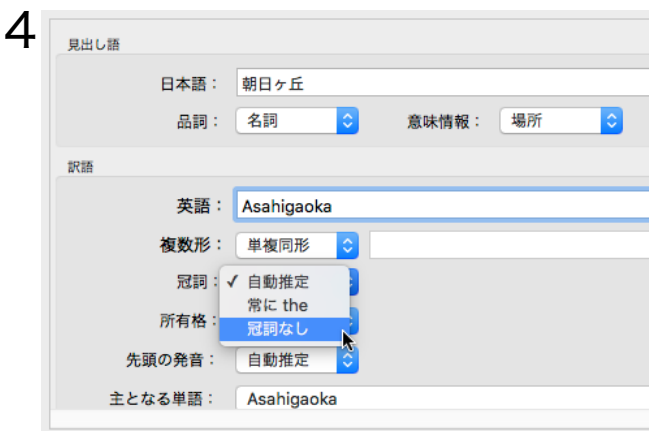 4
見出し語
日本語： 朝日ヶ丘
品詞： 名詞 意味情報： 場所
訳語
英語： Asahigaoka
複数形： 単複同形
冠詞： ✓ 自動推定
常に the
所有格： 冠詞なし
先頭の発音： 自動推定
主となる単語： Asahigaoka